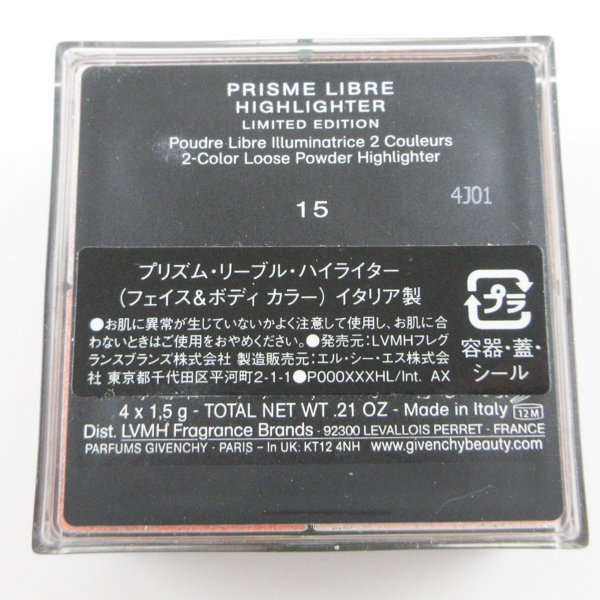 PRISME LIBRE
HIGHLIGHTER
LIMITED EDITION
Poudre Libre Illuminatrice 2 Couleurs
2-Color Loose Powder Highlighter
15
4J01
プリズム・リーブル・ハイライター
(フェイス&ボディ カラー) イタリア製
●お肌に異常が生じていないかよく注意して使用し、お肌に合
わないときはご使用をおやめください。●発売元:LVMHフレグ
ランスブランズ株式会社 製造販売元:エル・シー・エス株式会
社 東京都千代田区平河町2-1-1●P000XXXHL/Int. AX
プラ
容器・蓋・
シール
4 x 1,5 g - TOTAL NET WT .21 OZ - Made in Italy 12M
Dist. LVMH Fragrance Brands - 92300 LEVALLOIS PERRET - FRANCE
PARFUMS GIVENCHY - PARIS - In UK: KT12 4NH www.givenchybeauty.com